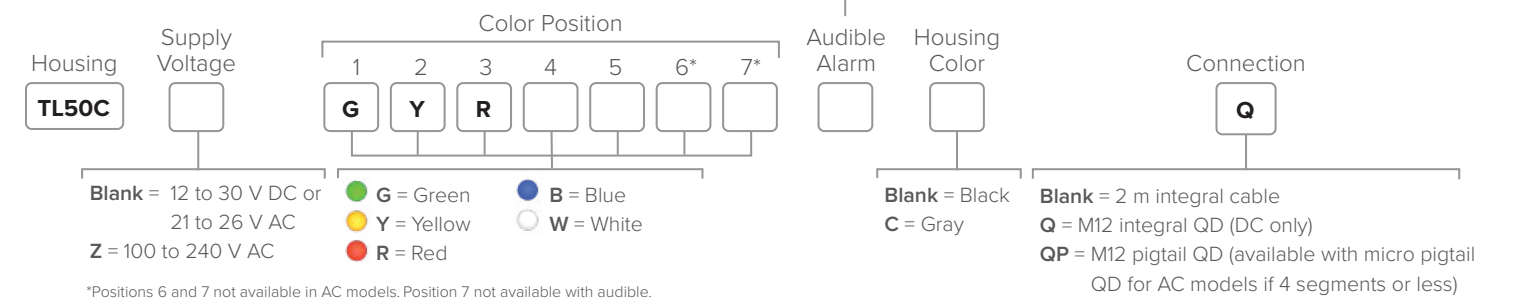 Color Position
Supply Voltage
Housing
1 2 3 4 5 6* 7*
Audible Alarm
Housing Color
Connection
TL50C
G Y R
Q
Blank = 12 to 30 V DC or
21 to 26 V AC
Z = 100 to 240 V AC
G = Green
Y = Yellow
R = Red
B = Blue
W = White
Blank = Black
C = Gray
Blank = 2 m integral cable
Q = M12 integral QD (DC only)
QP = M12 pigtail QD (available with micro pigtail
QD for AC models if 4 segments or less)
*Positions 6 and 7 not available in AC models. Position 7 not available with audible.